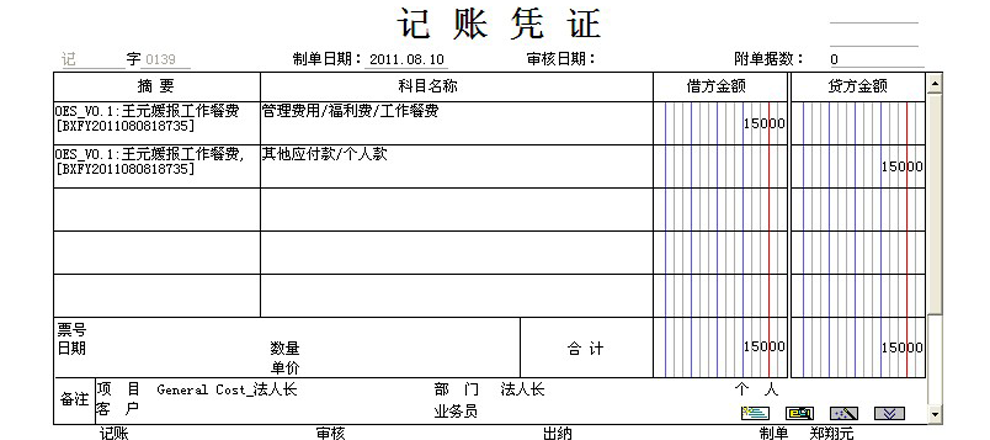 记 账 凭 证
记 字 0139 制单日期： 2011.08.10 审核日期： 附单据数： 0
摘 要 科目名称 借方金额 贷方金额
OES_V0.1:王元媛报工作餐费 管理费用/福利费/工作餐费 15000
[BXFY2011080818735]
OES_V0.1:王元媛报工作餐费, 其他应付款/个人款 15000
[BXFY2011080818735]
票号
日期 数量 合 计 15000 15000
单价
备注 项 目 General Cost_法人长 部 门 法人长 个 人
客 户 业务员
记账 审核 出纳 制单 郑翔元